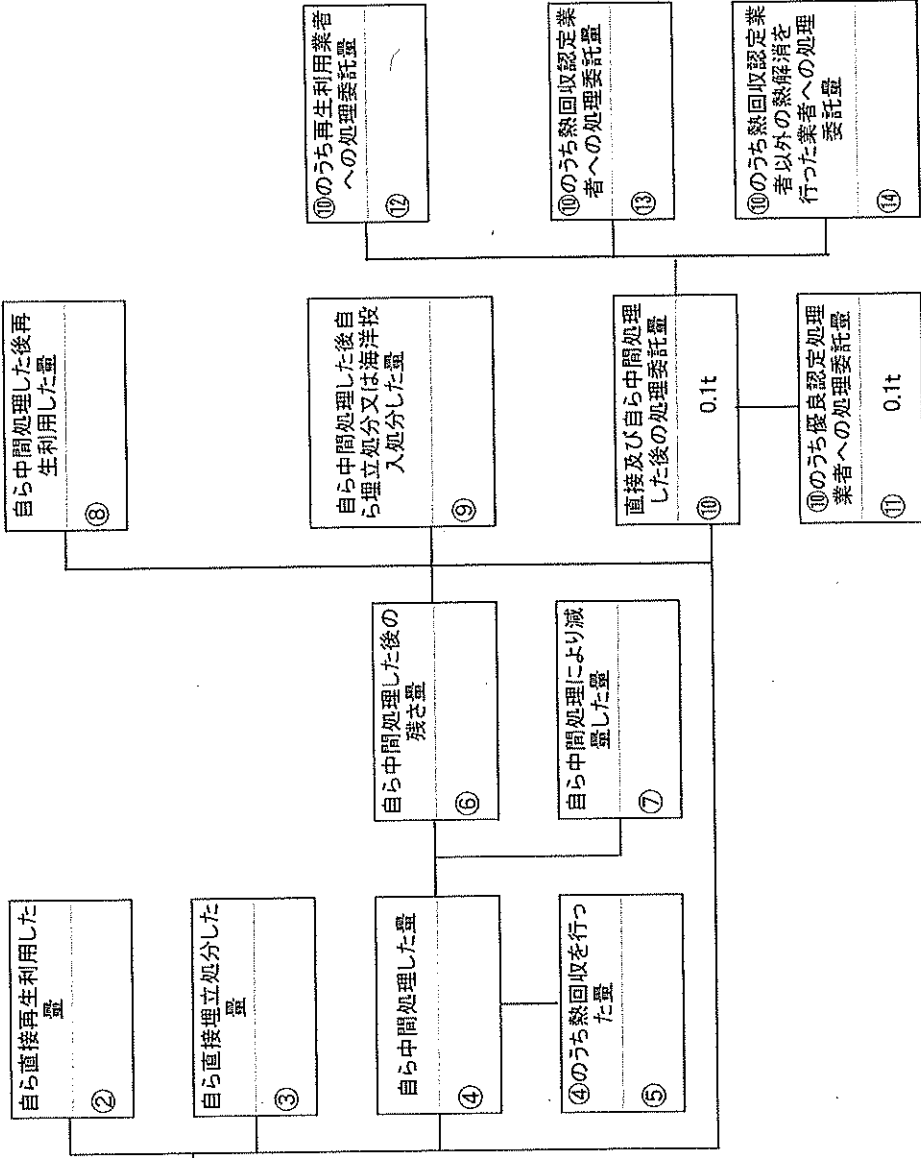 自ら直接再生利用した
量
②
自ら直接埋立処分した
量
③
自ら中間処理した量
④
④のうち熱回収を行っ
た量
⑤
自ら中間処理した後の
残さ量
⑥
自ら中間処理により減
量した量
⑦
自ら中間処理した後再
生利用した量
⑧
自ら中間処理した後自
ら埋立処分又は海洋投
入処分した量
⑨
直接及び自ら中間処理
した後の処理委託量
⑩ 0.1t
⑩のうち優良認定処理
業者への処理委託量
⑪ 0.1t
⑩のうち再生利用業者
への処理委託量
⑫
⑩のうち熱回収認定業
者への処理委託量
⑬
⑩のうち熱回収認定業
者以外の熱解消を
行った業者への処理
委託量
⑭